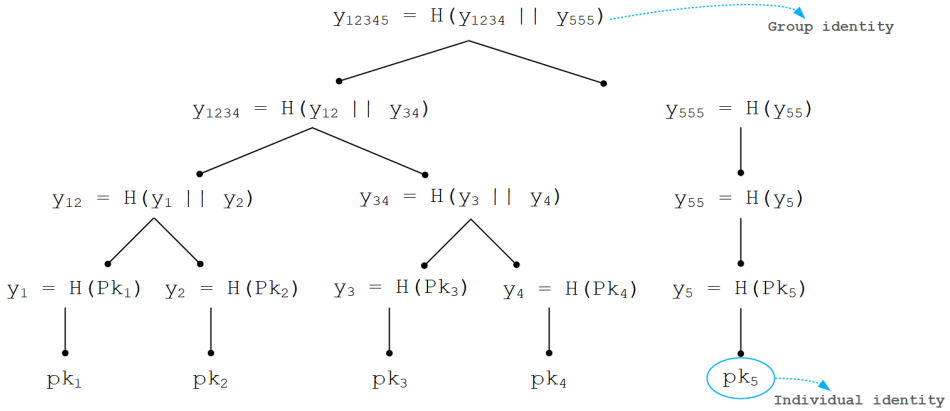 y₁₂₃₄₅ = H(y₁₂₃₄ || y₅₅₅)
Group identity
y₁₂₃₄ = H(y₁₂ || y₃₄)
y₅₅₅ = H(y₅₅)
y₁₂ = H(y₁ || y₂)
y₃₄ = H(y₃ || y₄)
y₅₅ = H(y₅)
y₁ = H(Pk₁)
y₂ = H(Pk₂)
y₃ = H(Pk₃)
y₄ = H(Pk₄)
y₅ = H(Pk₅)
pk₁
pk₂
pk₃
pk₄
pk₅
Individual identity